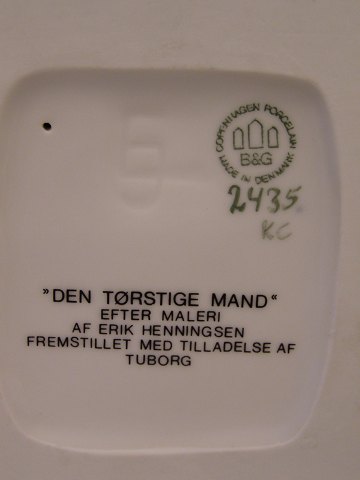 COPENHAGEN PORCELAIN
B&G
MADE IN DENMARK
2435
KC
»DEN TØRSTIGE MAND«
EFTER MALERI
AF ERIK HENNINGSEN
FREMSTILLET MED TILLADELSE AF
TUBORG